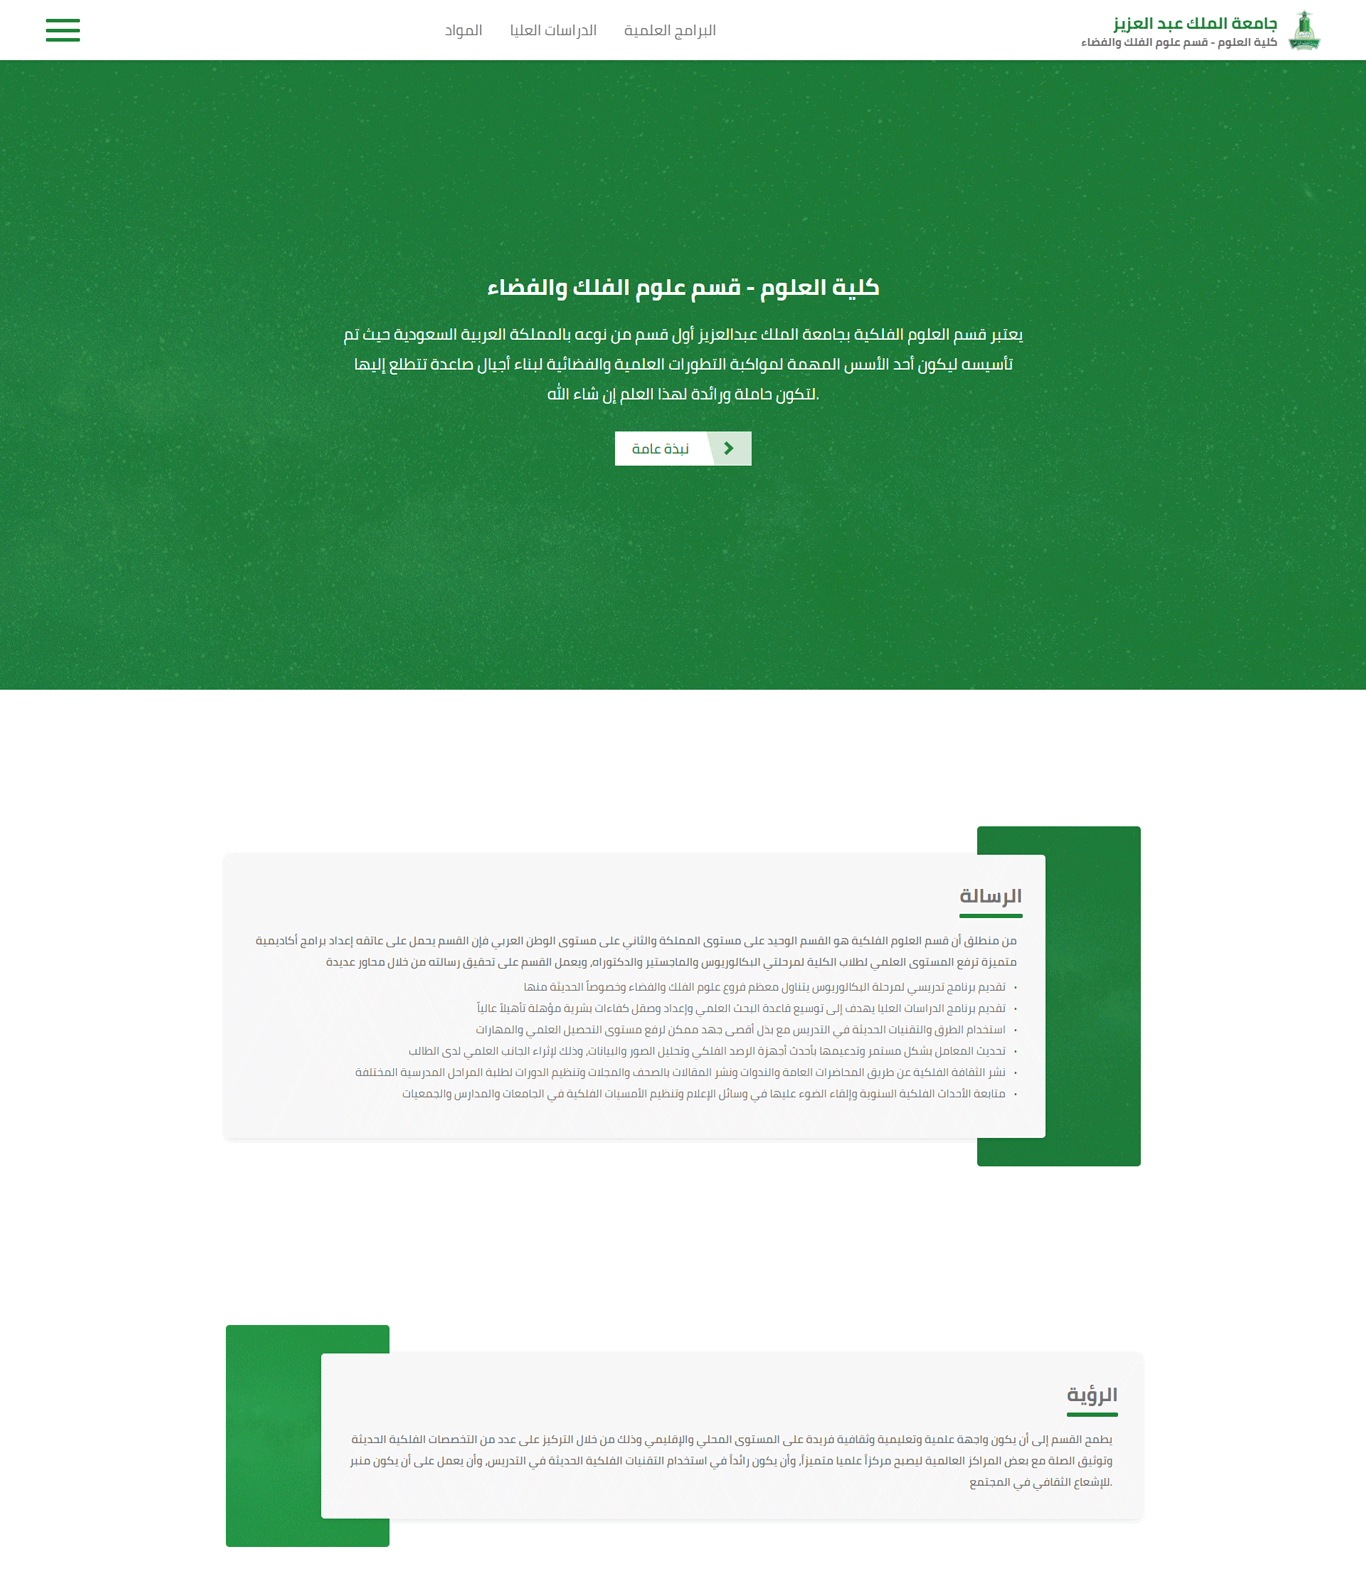 جامعة الملك عبد العزيز
كلية العلوم - قسم علوم الفلك والفضاء
البرامج العلمية
الدراسات العليا
المواد
كلية العلوم - قسم علوم الفلك والفضاء
يعتبر قسم العلوم الفلكية بجامعة الملك عبدالعزيز أول قسم من نوعه بالمملكة العربية السعودية حيث تم
تأسيسه ليكون أحد الأسس المهمة لمواكبة التطورات العلمية والفضائية لبناء أجيال صاعدة تتطلع إليها
.لتكون حاملة ورائدة لهذا العلم إن شاء الله
نبذة عامة
الرسالة
من منطلق أن قسم العلوم الفلكية هو القسم الوحيد على مستوى المملكة والثاني على مستوى الوطن العربي فإن القسم يحمل على عاتقه إعداد برامج أكاديمية
متميزة ترفع المستوى العلمي لطلاب الكلية لمرحلتي البكالوريوس والماجستير والدكتوراه، ويعمل القسم على تحقيق رسالته من خلال محاور عديدة
• تقديم برنامج تدريسي لمرحلة البكالوريوس يتناول معظم فروع علوم الفلك والفضاء وخصوصاً الحديثة منها
• تقديم برنامج الدراسات العليا يهدف إلى توسيع قاعدة البحث العلمي وإعداد وصقل كفاءات بشرية مؤهلة تأهيلاً عالياً
• استخدام الطرق والتقنيات الحديثة في التدريس مع بذل أقصى جهد ممكن لرفع مستوى التحصيل العلمي والمهارات
• تحديث المعامل بشكل مستمر وتدعيمها بأحدث أجهزة الرصد الفلكي وتحليل الصور والبيانات، وذلك لإثراء الجانب العلمي لدى الطالب
• نشر الثقافة الفلكية عن طريق المحاضرات العامة والندوات ونشر المقالات بالصحف والمجلات وتنظيم الدورات لطلبة المراحل المدرسية المختلفة
• متابعة الأحداث الفلكية السنوية وإلقاء الضوء عليها في وسائل الإعلام وتنظيم الأمسيات الفلكية في الجامعات والمدارس والجمعيات
الرؤية
يطمح القسم إلى أن يكون واجهة علمية وتعليمية وثقافية فريدة على المستوى المحلي والإقليمي وذلك من خلال التركيز على عدد من التخصصات الفلكية الحديثة
وتوثيق الصلة مع بعض المراكز العالمية ليصبح مركزاً علميا متميزاً، وأن يكون رائداً في استخدام التقنيات الفلكية الحديثة في التدريس، وأن يعمل على أن يكون منبر
.للإشعاع الثقافي في المجتمع